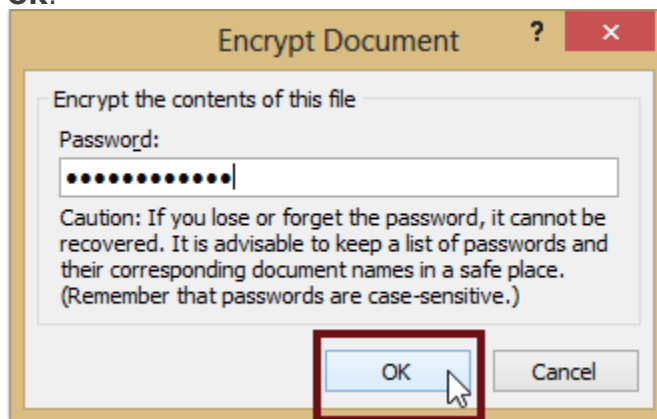 OK.
Encrypt Document ? ×
Encrypt the contents of this file
Password:
••••••••••••
Caution: If you lose or forget the password, it cannot be
recovered. It is advisable to keep a list of passwords and
their corresponding document names in a safe place.
(Remember that passwords are case-sensitive.)
OK Cancel